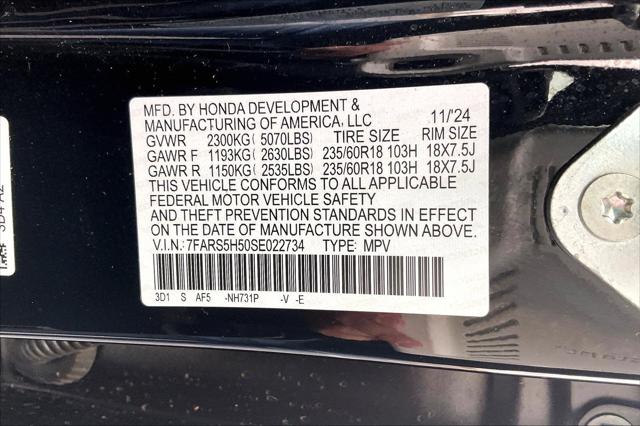 MFD. BY HONDA DEVELOPMENT &
MANUFACTURING OF AMERICA, LLC 11/'24
GVWR 2300KG( 5070LBS) TIRE SIZE RIM SIZE
GAWR F 1193KG( 2630LBS) 235/60R18 103H 18X7.5J
GAWR R 1150KG( 2535LBS) 235/60R18 103H 18X7.5J
THIS VEHICLE CONFORMS TO ALL APPLICABLE
FEDERAL MOTOR VEHICLE SAFETY
AND THEFT PREVENTION STANDARDS IN EFFECT
ON THE DATE OF MANUFACTURE SHOWN ABOVE.
V.I.N: 7FARS5H50SE022734 TYPE: MPV
3D1 S AF5 -NH731P -V -E